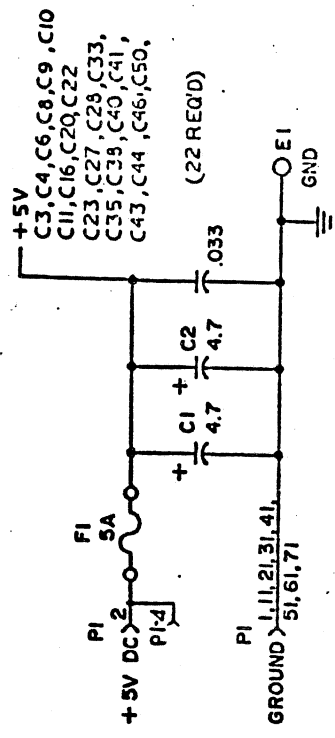 +5V
C3,C4,C6,C8,C9,C10
C11,C16,C20,C22
C23,C27,C28,C33,
C35,C38,C40,C41,
C43,C44,C46,C50,
(22 REQ'D)
F1
5A
P1
+5V DC
2
P1-4
+
C1
4.7
+
C2
4.7
.033
P1
GROUND
1,11,21,31,41,
51,61,71
E1
GND